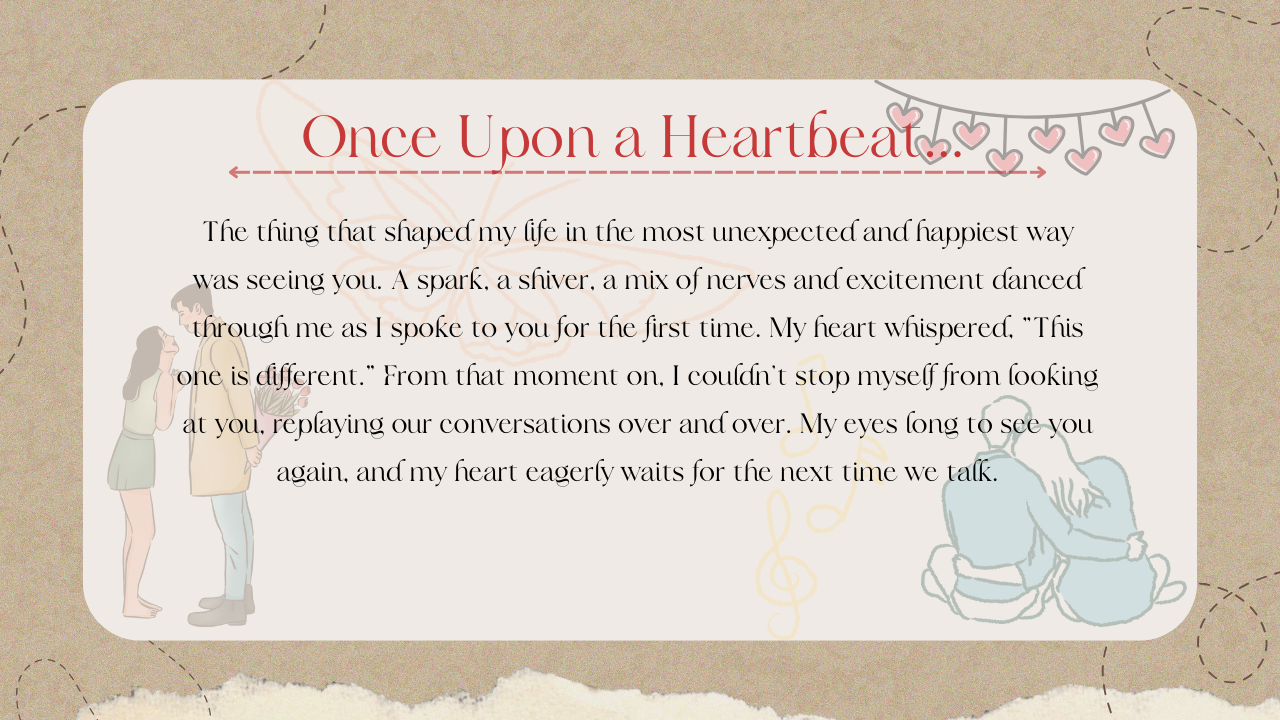 Once Upon a Heartbeat...
The thing that shaped my life in the most unexpected and happiest way
was seeing you. A spark, a shiver, a mix of nerves and excitement danced
through me as I spoke to you for the first time. My heart whispered, "This
one is different." From that moment on, I couldn't stop myself from looking
at you, replaying our conversations over and over. My eyes long to see you
again, and my heart eagerly waits for the next time we talk.